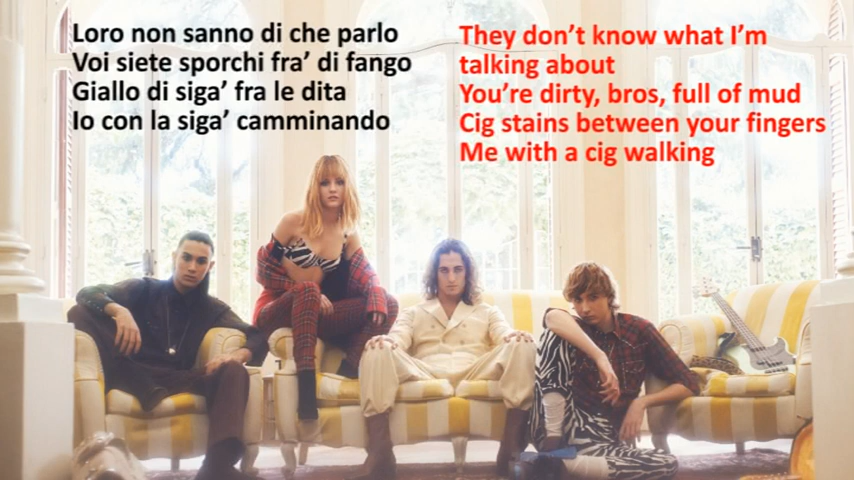 Loro non sanno di che parlo
Voi siete sporchi fra’ di fango
Giallo di siga’ fra le dita
Io con la siga’ camminando
They don’t know what I’m
talking about
You’re dirty, bros, full of mud
Cig stains between your fingers
Me with a cig walking